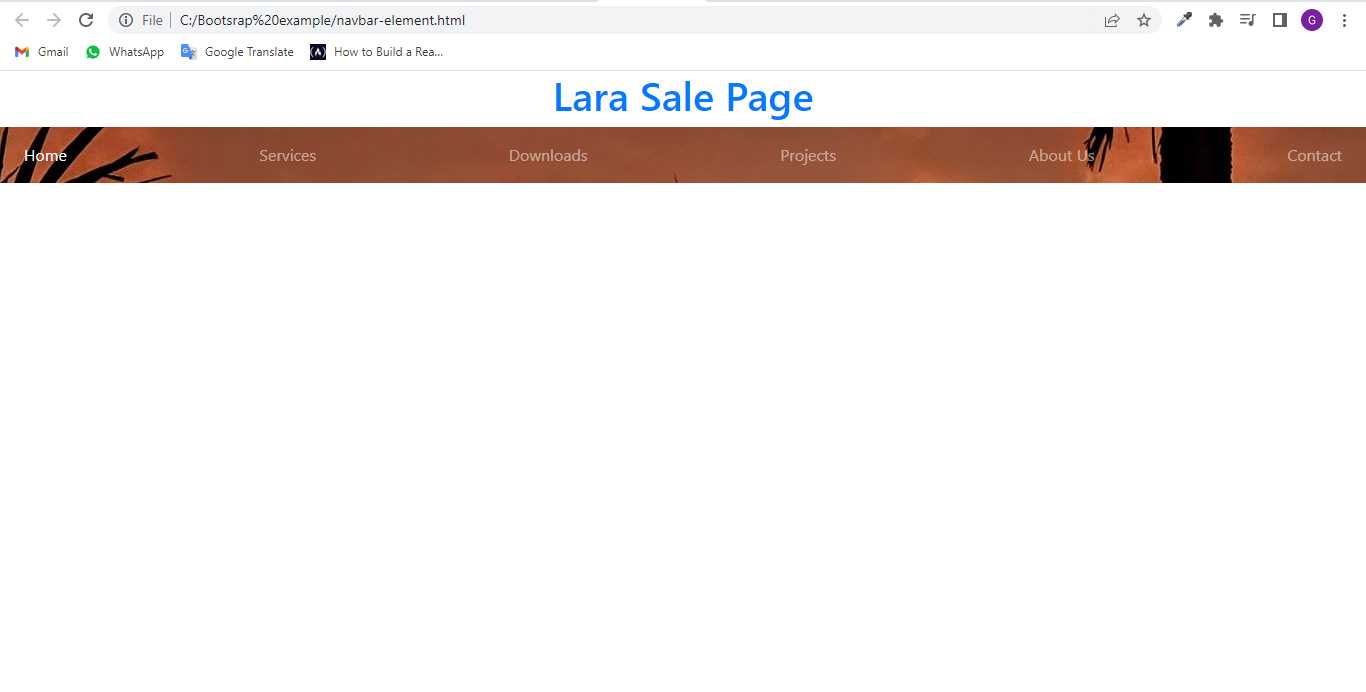 File C:/Bootsrap%20example/navbar-element.html G
Gmail WhatsApp Google Translate How to Build a Rea...
Lara Sale Page
Home Services Downloads Projects About Us Contact